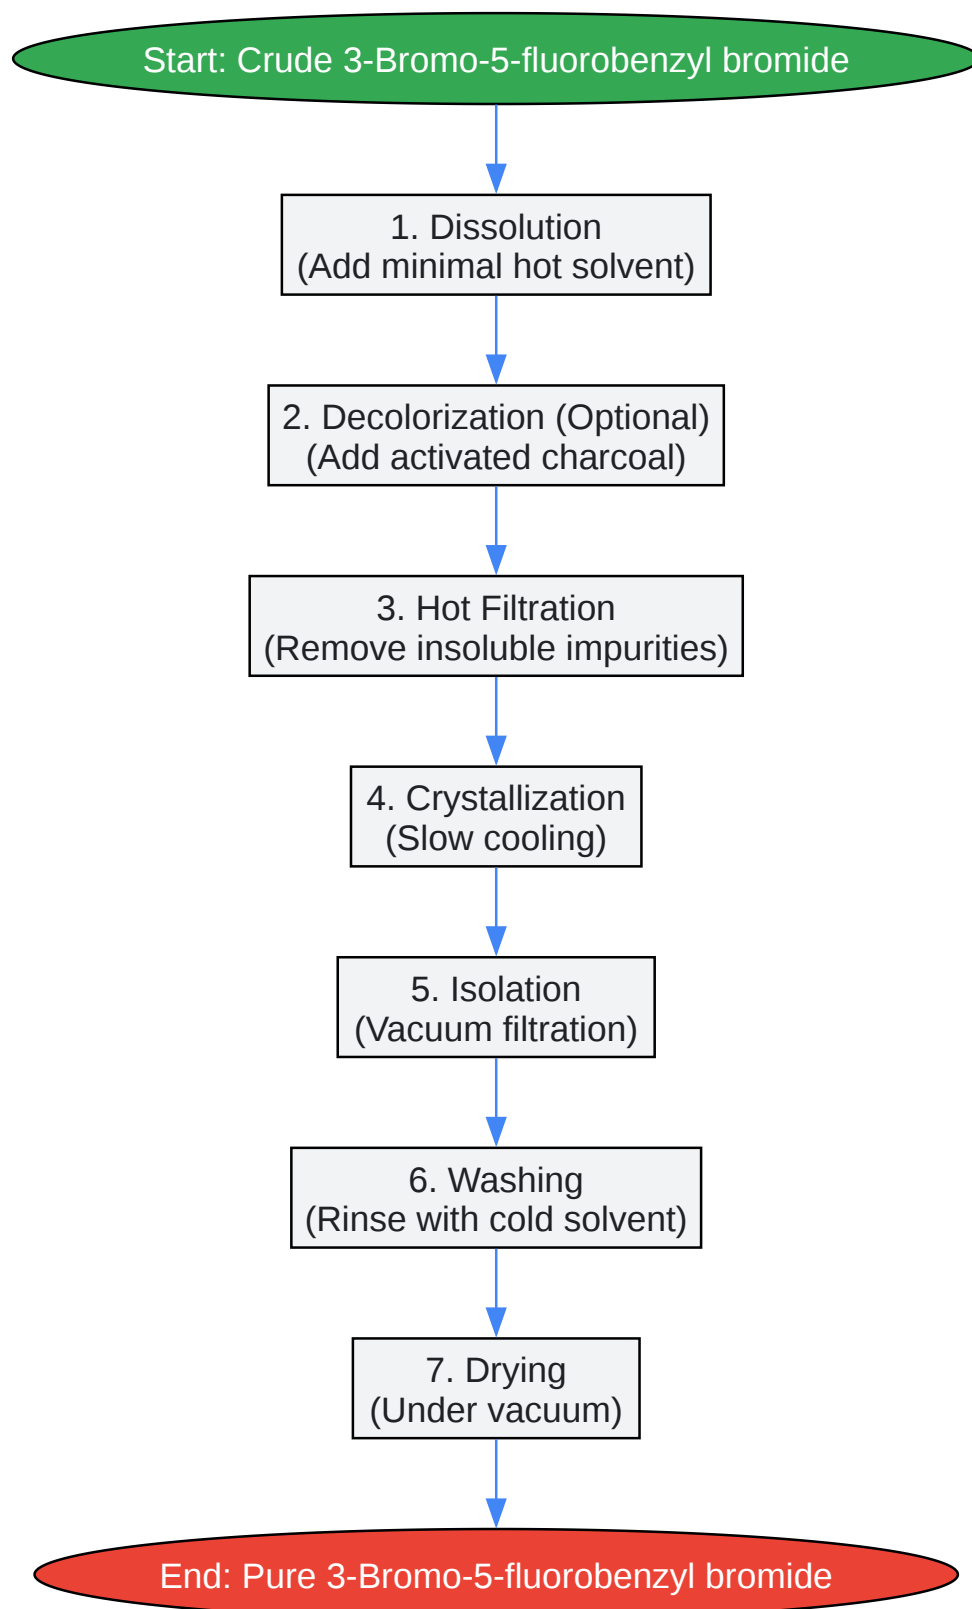 Start: Crude 3-Bromo-5-fluorobenzyl bromide
1. Dissolution
(Add minimal hot solvent)
2. Decolorization (Optional)
(Add activated charcoal)
3. Hot Filtration
(Remove insoluble impurities)
4. Crystallization
(Slow cooling)
5. Isolation
(Vacuum filtration)
6. Washing
(Rinse with cold solvent)
7. Drying
(Under vacuum)
End: Pure 3-Bromo-5-fluorobenzyl bromide